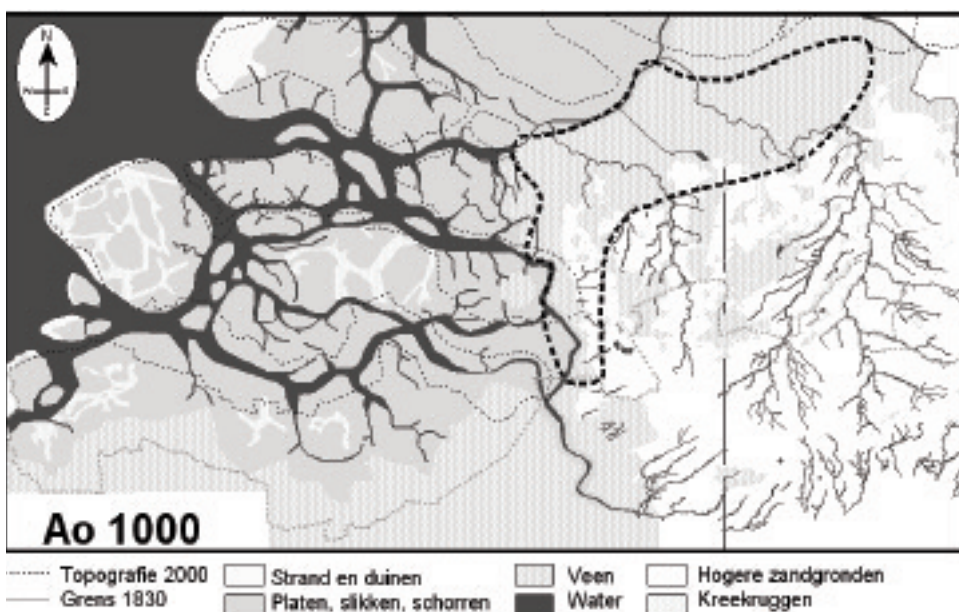 N
Ao 1000
Topografie 2000
Strand en duinen
Veen
Hogere zandgronden
Grens 1830
Platen, slikken, schorren
Water
Kreekruggen